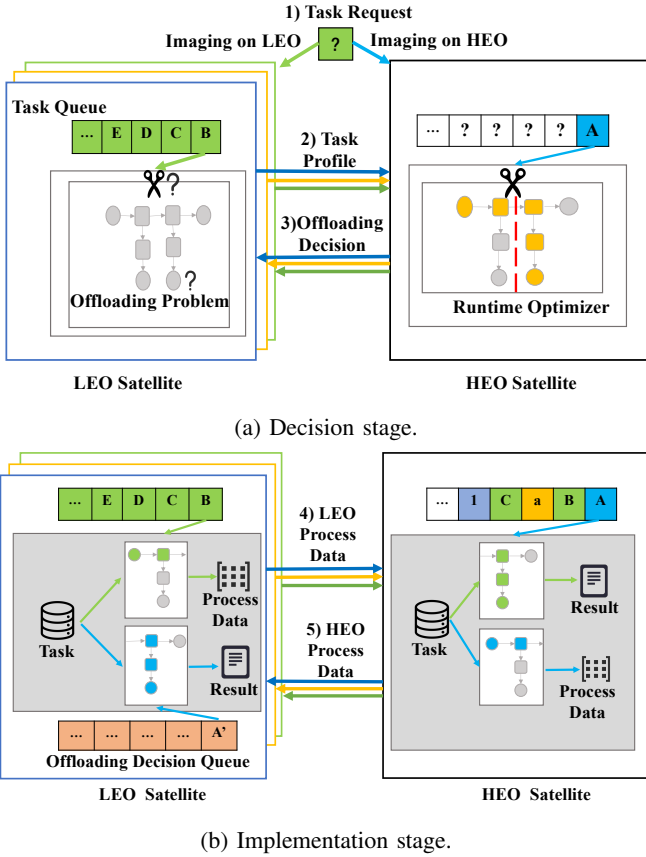 1) Task Request
Imaging on LEO
?
Imaging on HEO
Task Queue
... E D C B
2) Task
Profile
... ? ? ? ? A
?
3)Offloading
Decision
?
Offloading Problem
Runtime Optimizer
LEO Satellite
HEO Satellite
(a) Decision stage.
... E D C B
4) LEO
Process
Data
... 1 C a B A
Process
Data
Task
Result
5) HEO
Process
Data
Result
Task
Process
Data
... ... ... ... A'
Offloading Decision Queue
LEO Satellite
HEO Satellite
(b) Implementation stage.